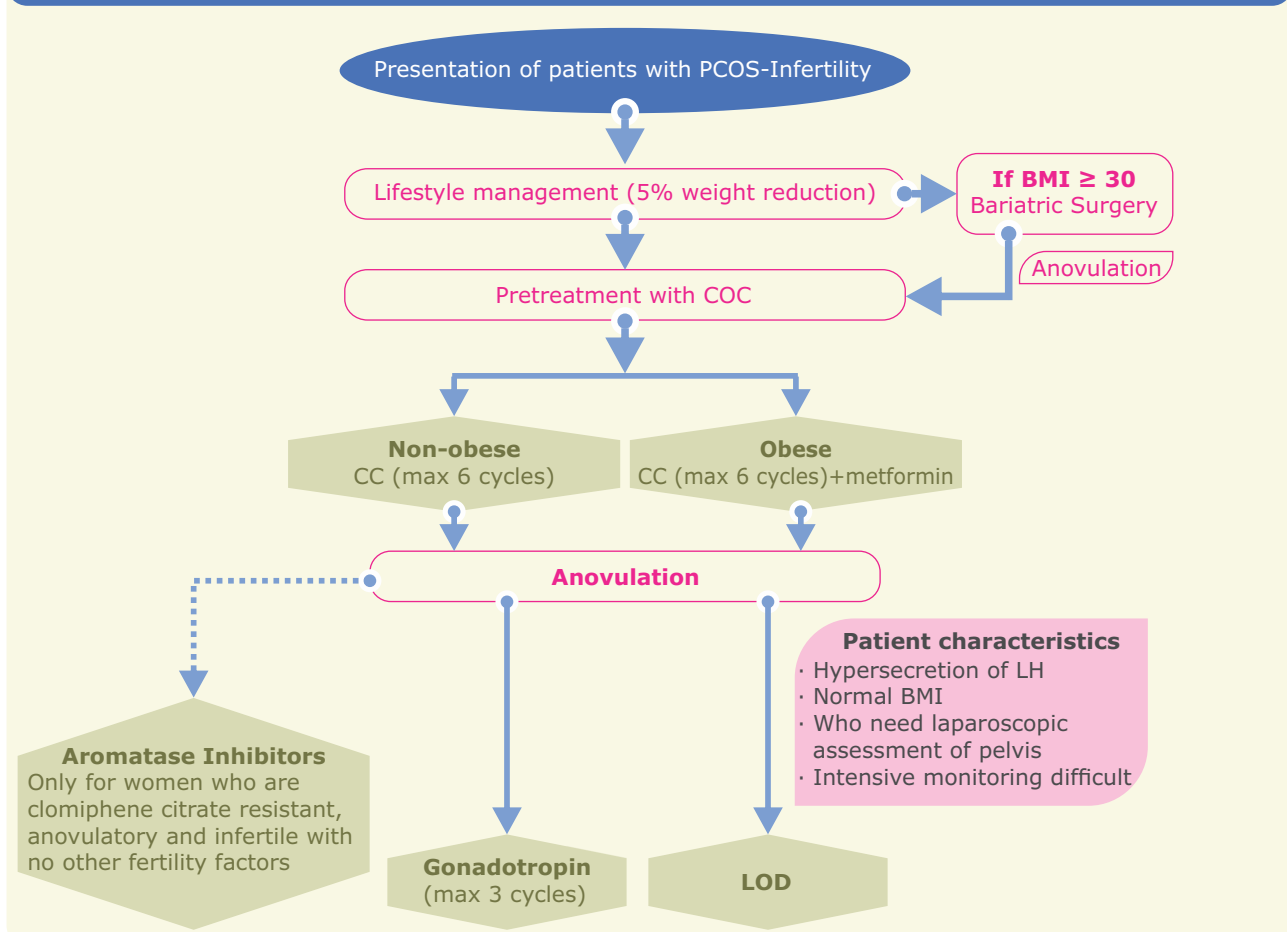 Presentation of patients with PCOS-Infertility
Lifestyle management (5% weight reduction)
If BMI ≥ 30
Bariatric Surgery
Anovulation
Pretreatment with COC
Non-obese
CC (max 6 cycles)
Obese
CC (max 6 cycles)+metformin
Anovulation
Patient characteristics
· Hypersecretion of LH
· Normal BMI
· Who need laparoscopic
assessment of pelvis
· Intensive monitoring difficult
Aromatase Inhibitors
Only for women who are
clomiphene citrate resistant,
anovulatory and infertile with
no other fertility factors
Gonadotropin
(max 3 cycles)
LOD